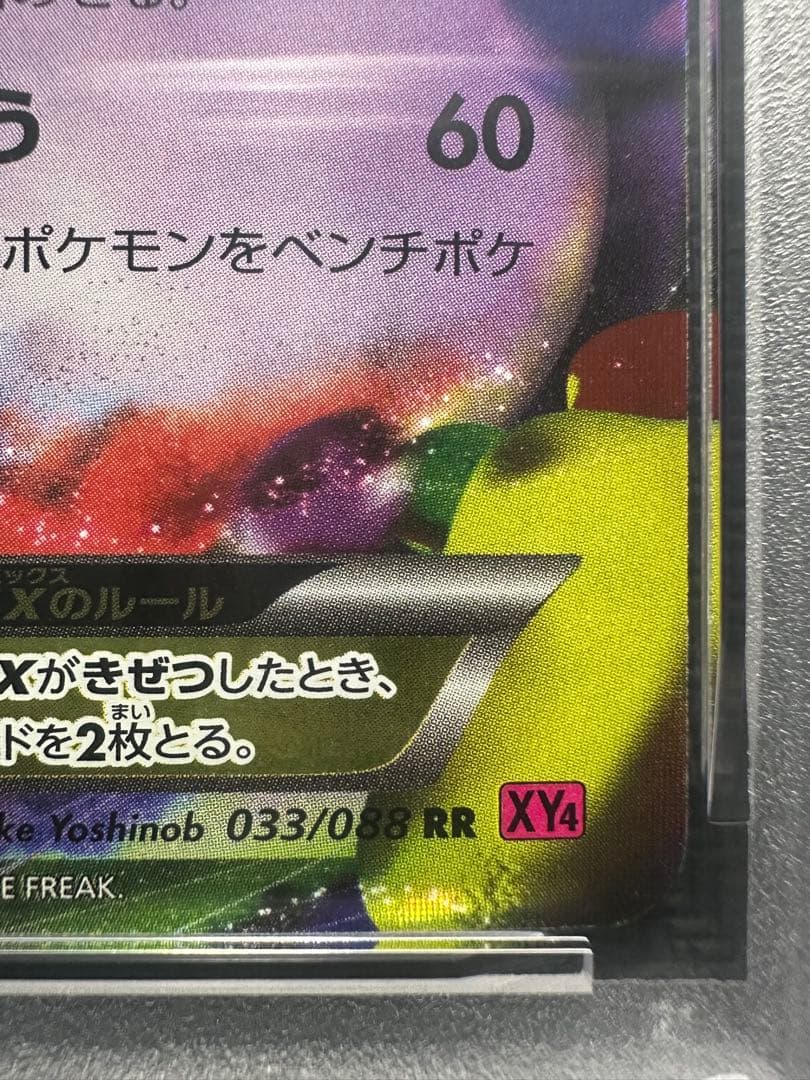 う 60
ポケモンをベンチポケ
ックス
Xのルール
Xがきぜつしたとき、
まい
ドを2枚とる。
ke Yoshinob 033/088 RR XY4
E FREAK.